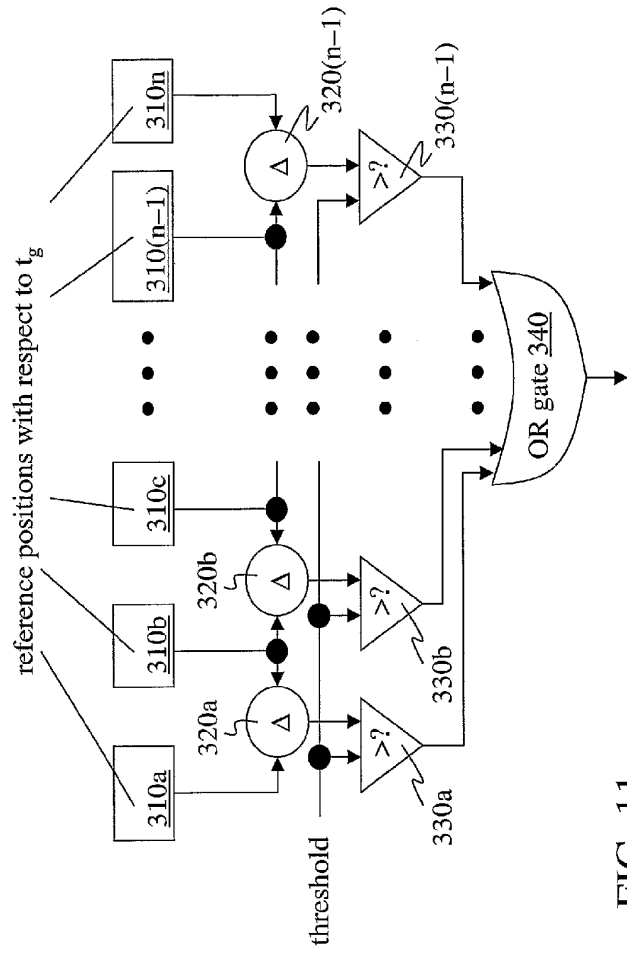 reference positions with respect to tg
310a
310b
310c
310(n−1)
310n
320a
Δ
320b
Δ
Δ
320(n−1)
threshold
>?
330a
>?
330b
>?
330(n−1)
OR gate 340
FIG. 11